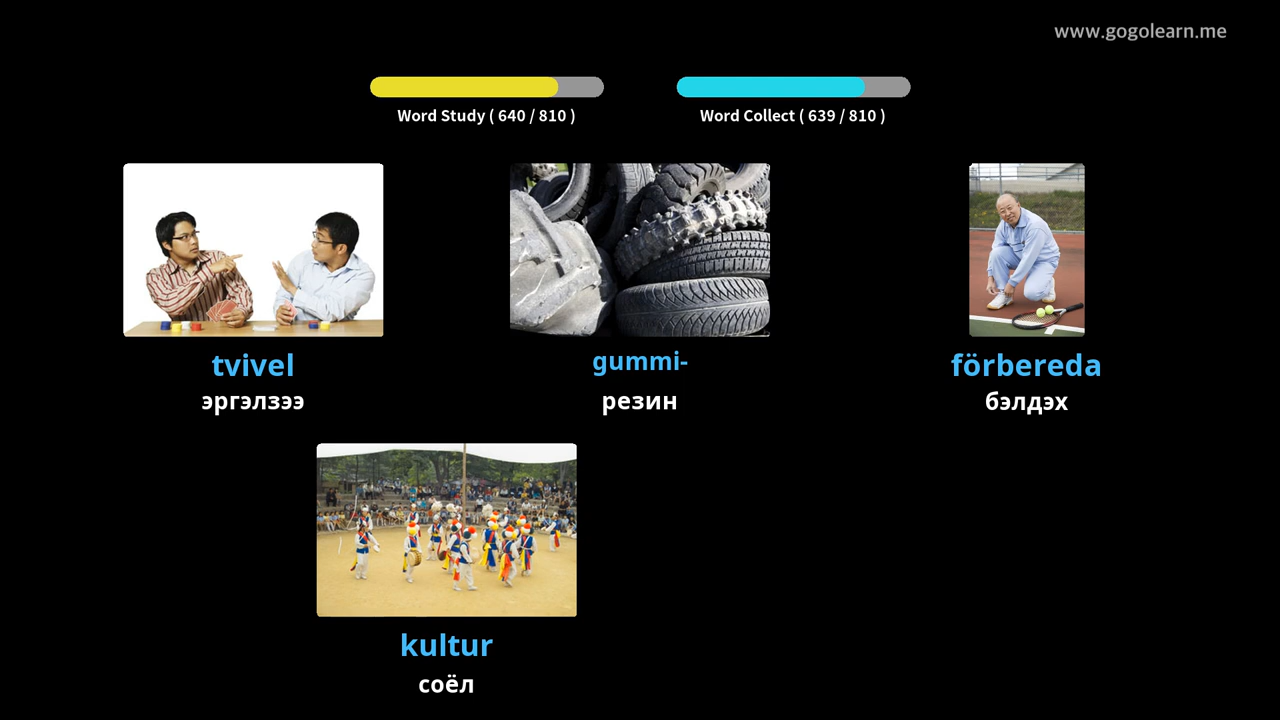 www.gogolearn.me
Word Study ( 640 / 810 )
Word Collect ( 639 / 810 )
tvivel
эргэлзээ
gummi-
резин
förbereda
бэлдэх
kultur
соёл